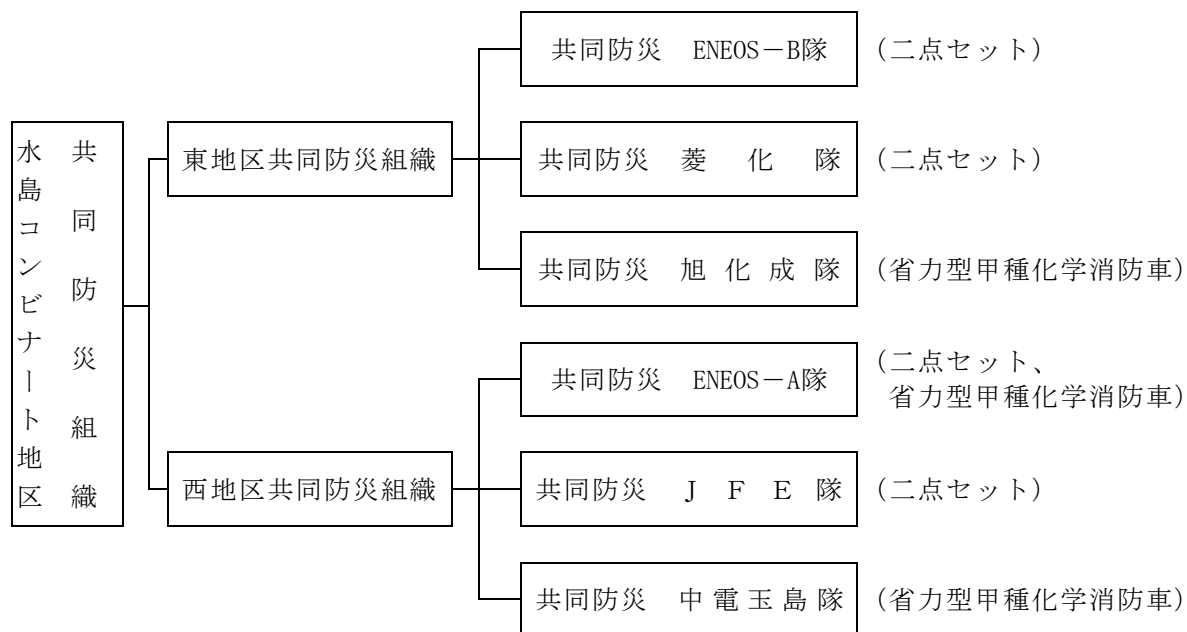 水島コンビナート地区
共同防災組織
東地区共同防災組織
共同防災 ENEOS－B隊 (二点セット)
共同防災 菱化隊 (二点セット)
共同防災 旭化成隊 (省力型甲種化学消防車)
西地区共同防災組織
共同防災 ENEOS－A隊 (二点セット、
省力型甲種化学消防車)
共同防災 JFE隊 (二点セット)
共同防災 中電玉島隊 (省力型甲種化学消防車)